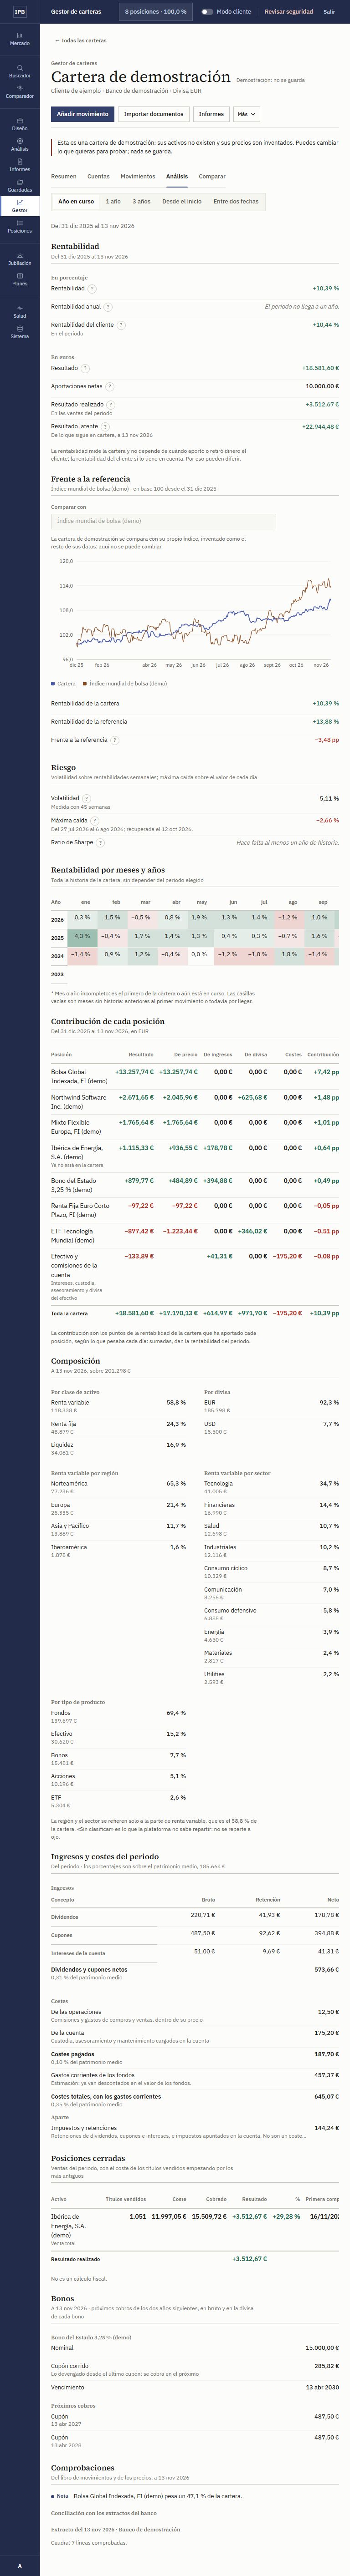 IPB
Gestor de carteras
8 posiciones · 100,0 %
Modo cliente
Revisar seguridad
Salir
Mercado
Buscador
Comparador
Diseño
Análisis
Informes
Guardadas
Gestor
Posiciones
Jubilación
Planes
Salud
Sistema
A
← Todas las carteras
Gestor de carteras
Cartera de demostración
Demostración: no se guarda
Cliente de ejemplo · Banco de demostración · Divisa EUR
Añadir movimiento
Importar documentos
Informes
Más
Esta es una cartera de demostración: sus activos no existen y sus precios son inventados. Puedes cambiar
lo que quieras para probar; nada se guarda.
Resumen Cuentas Movimientos Análisis Comparar
Año en curso 1 año 3 años Desde el inicio Entre dos fechas
Del 31 dic 2025 al 13 nov 2026
Rentabilidad
Del 31 dic 2025 al 13 nov 2026
En porcentaje
Rentabilidad ? +10,39 %
Rentabilidad anual ? El periodo no llega a un año.
Rentabilidad del cliente ? +10,44 %
En el periodo
En euros
Resultado ? +18.581,60 €
Aportaciones netas ? 10.000,00 €
Resultado realizado ? +3.512,67 €
En las ventas del periodo
Resultado latente ? +22.944,48 €
De lo que sigue en cartera, a 13 nov 2026
La rentabilidad mide la cartera y no depende de cuándo aportó o retiró dinero el
cliente; la rentabilidad del cliente sí lo tiene en cuenta. Por eso pueden diferir.
Frente a la referencia
Índice mundial de bolsa (demo) · en base 100 desde el 31 dic 2025
Comparar con
Índice mundial de bolsa (demo)
La cartera de demostración se compara con su propio índice, inventado como el
resto de sus datos: aquí no se puede cambiar.
120,0
114,0
108,0
102,0
96,0
dic 25 feb 26 abr 26 may 26 jun 26 jul 26 ago 26 sept 26 oct 26 nov 26
Cartera Índice mundial de bolsa (demo)
Rentabilidad de la cartera +10,39 %
Rentabilidad de la referencia +13,88 %
Frente a la referencia ? −3,48 pp
Riesgo
Volatilidad sobre rentabilidades semanales; máxima caída sobre el valor de cada día
Volatilidad ? 5,11 %
Medida con 45 semanas
Máxima caída ? −2,66 %
Del 27 jul 2026 al 6 ago 2026; recuperada el 12 oct 2026.
Ratio de Sharpe ? Hace falta al menos un año de historia.
Rentabilidad por meses y años
Toda la historia de la cartera, sin depender del periodo elegido
Año ene feb mar abr may jun jul ago sep
2026 0,3 % 1,5 % −0,5 % 0,8 % 1,9 % 1,3 % 1,4 % −1,2 % 1,0 %
2025 4,3 % −0,4 % 1,7 % 1,4 % 1,3 % 0,4 % 0,3 % −0,7 % 1,6 %
2024 −1,4 % 0,9 % 1,2 % −0,4 % 0,0 % −1,2 % −1,0 % 1,8 % −1,4 %
2023
* Mes o año incompleto: es el primero de la cartera o aún está en curso. Las casillas
vacías son meses sin historia: anteriores al primer movimiento o todavía por llegar.
Contribución de cada posición
Del 31 dic 2025 al 13 nov 2026, en EUR
Posición Resultado De precio De ingresos De divisa Costes Contribución
Bolsa Global
Indexada, FI (demo) +13.257,74 € +13.257,74 € 0,00 € 0,00 € 0,00 € +7,42 pp
Northwind Software
Inc. (demo) +2.671,65 € +2.045,96 € 0,00 € +625,68 € 0,00 € +1,48 pp
Mixto Flexible
Europa, FI (demo) +1.765,64 € +1.765,64 € 0,00 € 0,00 € 0,00 € +1,01 pp
Ibérica de Energía,
S.A. (demo) +1.115,33 € +936,55 € +178,78 € 0,00 € 0,00 € +0,64 pp
Ya no está en la cartera
Bono del Estado
3,25 % (demo) +879,77 € +484,89 € +394,88 € 0,00 € 0,00 € +0,49 pp
Renta Fija Euro Corto
Plazo, FI (demo) −97,22 € −97,22 € 0,00 € 0,00 € 0,00 € −0,05 pp
ETF Tecnología
Mundial (demo) −877,42 € −1.223,44 € 0,00 € +346,02 € 0,00 € −0,51 pp
Efectivo y
comisiones de la
cuenta −133,89 € +41,31 € 0,00 € −175,20 € −0,08 pp
Intereses, custodia,
asesoramiento y divisa
del efectivo
Toda la cartera +18.581,60 € +17.170,13 € +614,97 € +971,70 € −175,20 € +10,39 pp
La contribución son los puntos de la rentabilidad de la cartera que ha aportado cada
posición, según lo que pesaba cada día: sumadas, dan la rentabilidad del periodo.
Composición
A 13 nov 2026, sobre 201.298 €
Por clase de activo
Renta variable 58,8 %
118.338 €
Renta fija 24,3 %
48.879 €
Liquidez 16,9 %
34.081 €
Por divisa
EUR 92,3 %
185.798 €
USD 7,7 %
15.500 €
Renta variable por región
Norteamérica 65,3 %
77.236 €
Europa 21,4 %
25.335 €
Asia y Pacífico 11,7 %
13.889 €
Iberoamérica 1,6 %
1.878 €
Renta variable por sector
Tecnología 34,7 %
41.005 €
Financieras 14,4 %
16.990 €
Salud 10,7 %
12.698 €
Industriales 10,2 %
12.116 €
Consumo cíclico 8,7 %
10.329 €
Comunicación 7,0 %
8.255 €
Consumo defensivo 5,8 %
6.885 €
Energía 3,9 %
4.650 €
Materiales 2,4 %
2.817 €
Utilities 2,2 %
2.593 €
Por tipo de producto
Fondos 69,4 %
139.697 €
Efectivo 15,2 %
30.620 €
Bonos 7,7 %
15.481 €
Acciones 5,1 %
10.196 €
ETF 2,6 %
5.304 €
La región y el sector se refieren solo a la parte de renta variable, que es el 58,8 % de
la cartera. «Sin clasificar» es lo que la plataforma no sabe repartir: no se reparte a
ojo.
Ingresos y costes del periodo
Del periodo · los porcentajes son sobre el patrimonio medio, 185.664 €
Ingresos
Concepto Bruto Retención Neto
Dividendos 220,71 € 41,93 € 178,78 €
Cupones 487,50 € 92,62 € 394,88 €
Intereses de la cuenta 51,00 € 9,69 € 41,31 €
Dividendos y cupones netos 573,66 €
0,31 % del patrimonio medio
Costes
De las operaciones 12,50 €
Comisiones y gastos de compras y ventas, dentro de su precio
De la cuenta 175,20 €
Custodia, asesoramiento y mantenimiento cargados en la cuenta
Costes pagados 187,70 €
0,10 % del patrimonio medio
Gastos corrientes de los fondos 457,37 €
Estimación: ya van descontados en el valor de los fondos.
Costes totales, con los gastos corrientes 645,07 €
0,35 % del patrimonio medio
Aparte
Impuestos y retenciones 144,24 €
Retenciones de dividendos, cupones e intereses, e impuestos apuntados en la cuenta. No son un coste...
Posiciones cerradas
Ventas del periodo, con el coste de los títulos vendidos empezando por los
más antiguos
Activo Títulos vendidos Coste Cobrado Resultado % Primera comp
Ibérica de
Energía, S.A.
(demo) 1.051 11.997,05 € 15.509,72 € +3.512,67 € +29,28 % 16/11/202
Venta total
Resultado realizado +3.512,67 €
No es un cálculo fiscal.
Bonos
A 13 nov 2026 · próximos cobros de los dos años siguientes, en bruto y en la divisa
de cada bono
Bono del Estado 3,25 % (demo)
Nominal 15.000,00 €
Cupón corrido 285,82 €
Lo devengado desde el último cupón: se cobra en el próximo
Vencimiento 13 abr 2030
Próximos cobros
Cupón 487,50 €
13 abr 2027
Cupón 487,50 €
13 abr 2028
Comprobaciones
Del libro de movimientos y de los precios, a 13 nov 2026
Nota Bolsa Global Indexada, FI (demo) pesa un 47,1 % de la cartera.
Conciliación con los extractos del banco
Extracto del 13 nov 2026 · Banco de demostración
Cuadra: 7 líneas comprobadas.